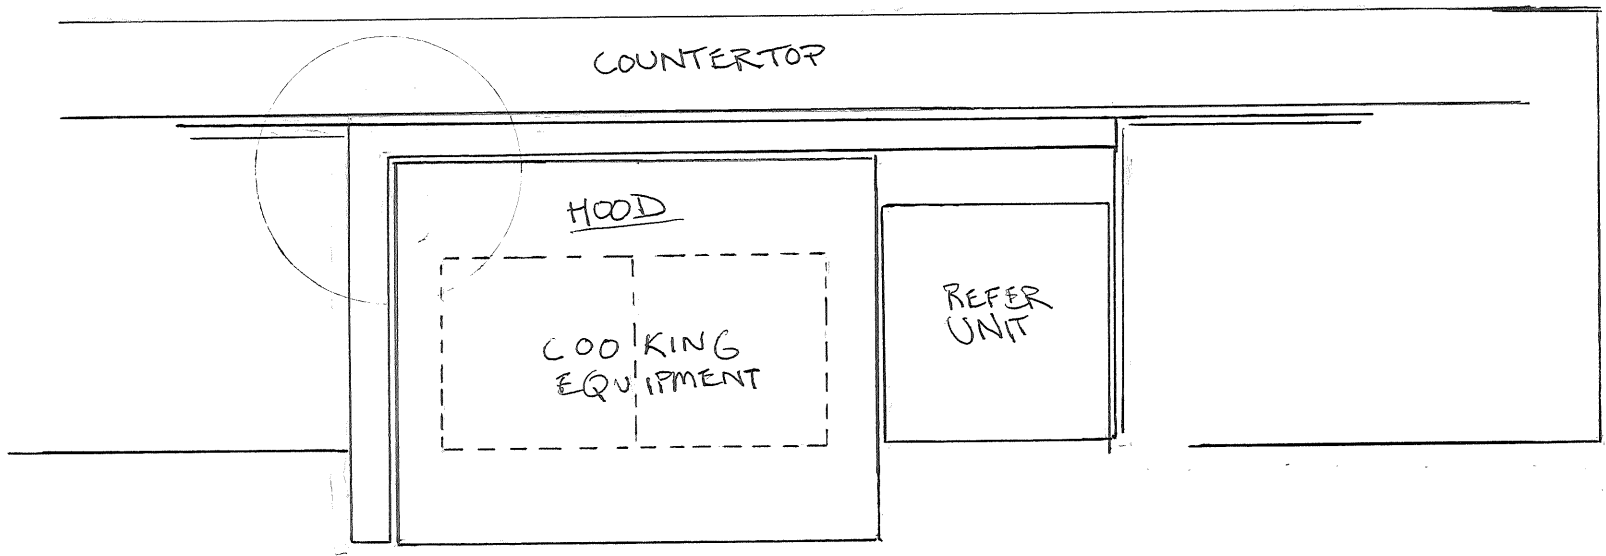 COUNTERTOP
HOOD
COOKING
EQUIPMENT
REFER
UNIT